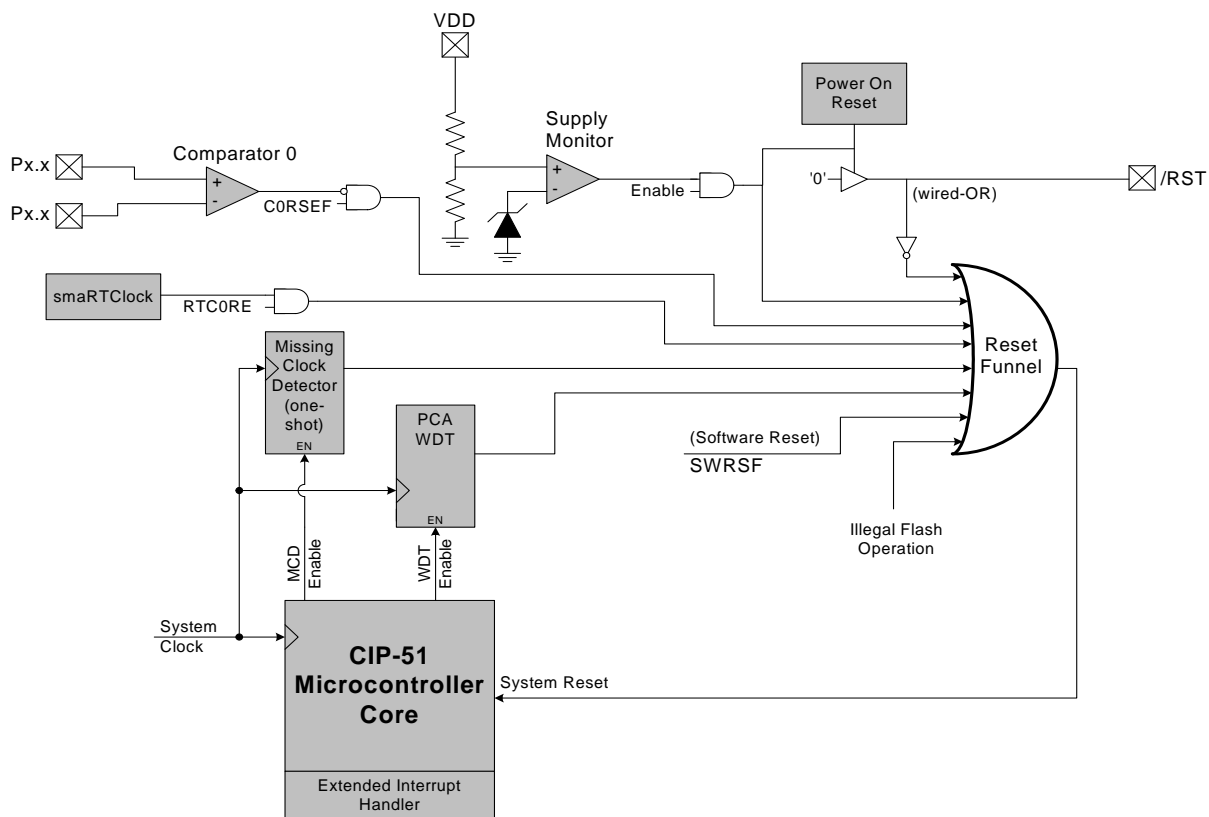 VDD
Power On
Reset
Supply
Monitor
Comparator 0
Px.x
+
-
Px.x
C0RSEF
+
-
Enable
'0'
/RST
(wired-OR)
smaRTClock
RTC0RE
Missing
Clock
Detector
(one-
shot)
EN
PCA
WDT
EN
Reset
Funnel
(Software Reset)
SWRSF
Illegal Flash
Operation
MCD
Enable
WDT
Enable
System
Clock
CIP-51
Microcontroller
Core
System Reset
Extended Interrupt
Handler